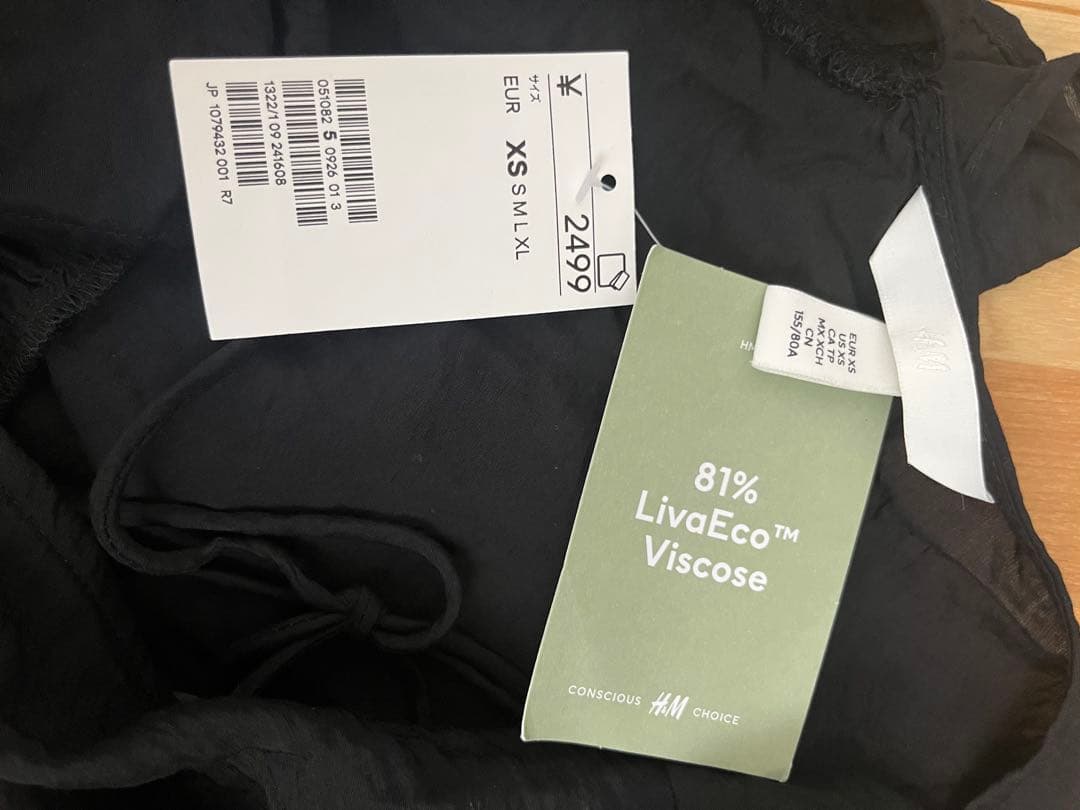 ¥ 2499
サイズ
EUR XS S M L XL
051082 5 0926 01 3
1322/1 09 241608
JP 1079432 001 R7
81%
LivaEco™
Viscose
CONSCIOUS H&M CHOICE
EUR XS
US XS
CA TP
MX XCH
CN
155/80A
H&M